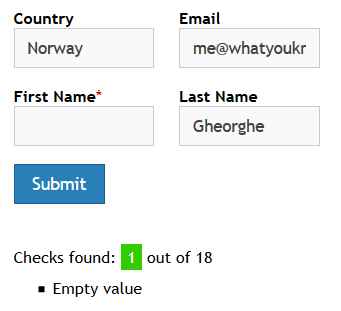 Country Email
Norway me@whatyoukr
First Name* Last Name
Gheorghe
Submit
Checks found: 1 out of 18
Empty value